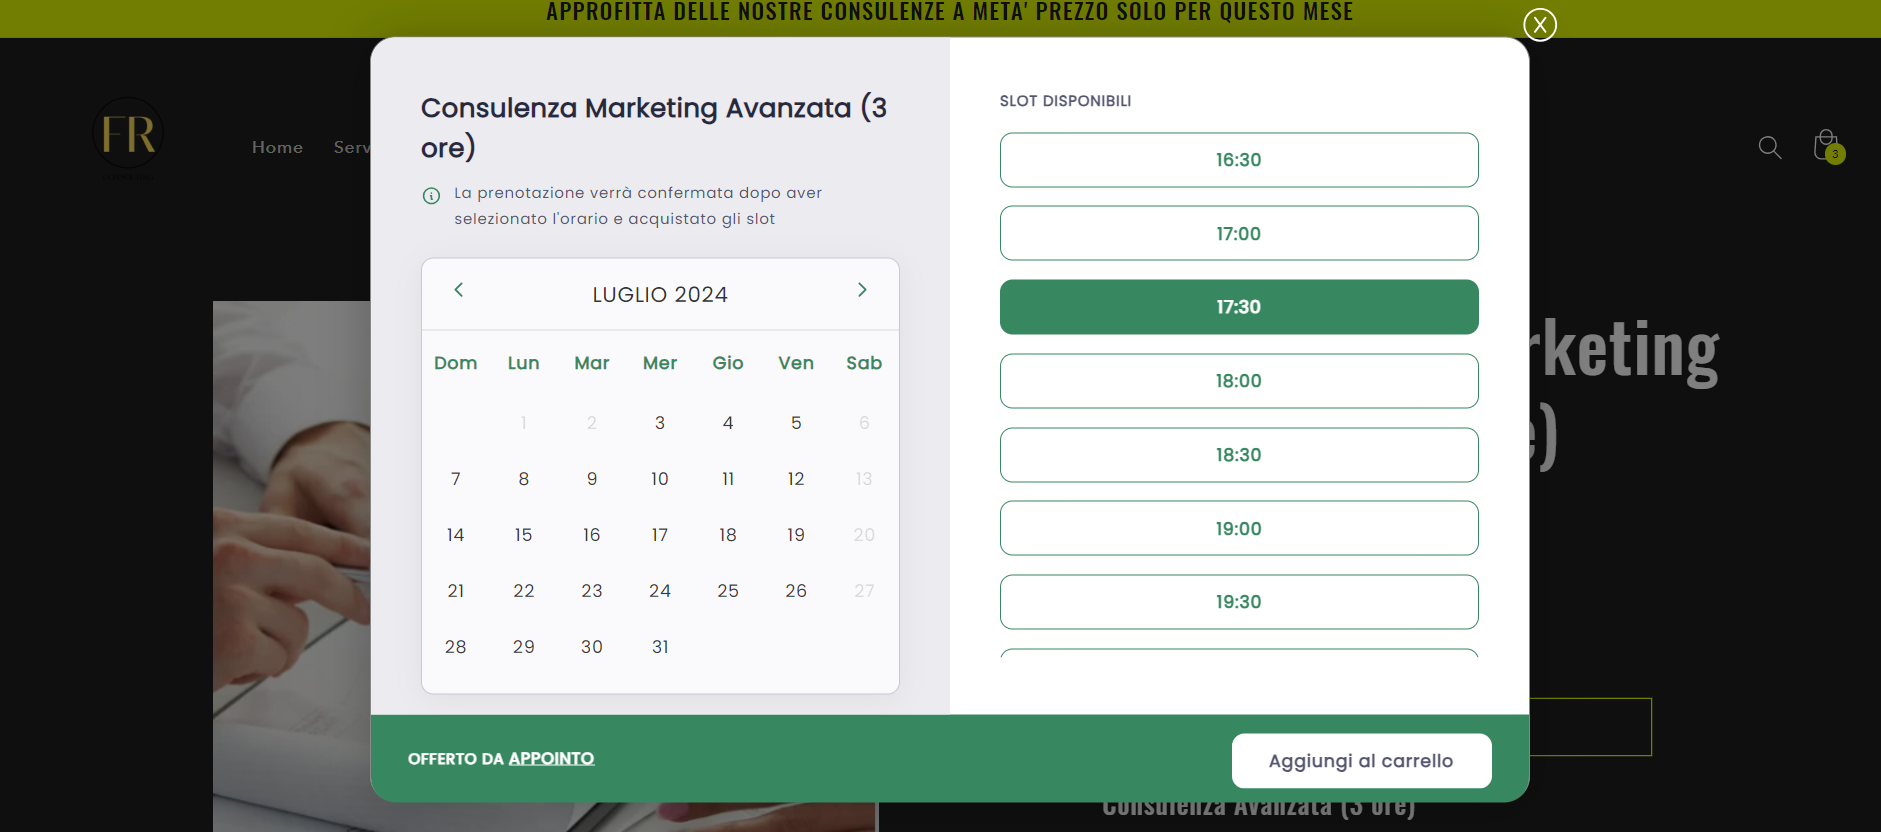 APPROFITTA DELLE NOSTRE CONSULENZE A META' PREZZO SOLO PER QUESTO MESE
X
FR
Home
Serv
3
Consulenza Marketing Avanzata (3
ore)
La prenotazione verrà confermata dopo aver
selezionato l'orario e acquistato gli slot
LUGLIO 2024
Dom Lun Mar Mer Gio Ven Sab
1 2 3 4 5 6
7 8 9 10 11 12 13
14 15 16 17 18 19 20
21 22 23 24 25 26 27
28 29 30 31
SLOT DISPONIBILI
16:30
17:00
17:30
18:00
18:30
19:00
19:30
rketing
e)
OFFERTO DA APPOINTO
Aggiungi al carrello
Consulenza Avanzata (3 ore)